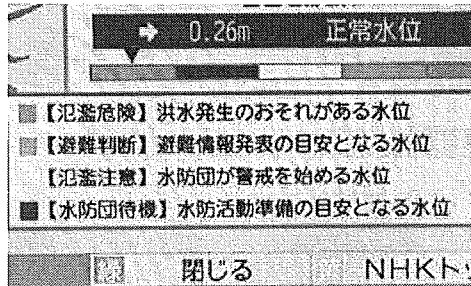 ➡ 0.26m 正常水位
【氾濫危険】洪水発生のおそれがある水位
【避難判断】避難情報発表の目安となる水位
【氾濫注意】水防団が警戒を始める水位
【水防団待機】水防活動準備の目安となる水位
緑 閉じる NHKトッ